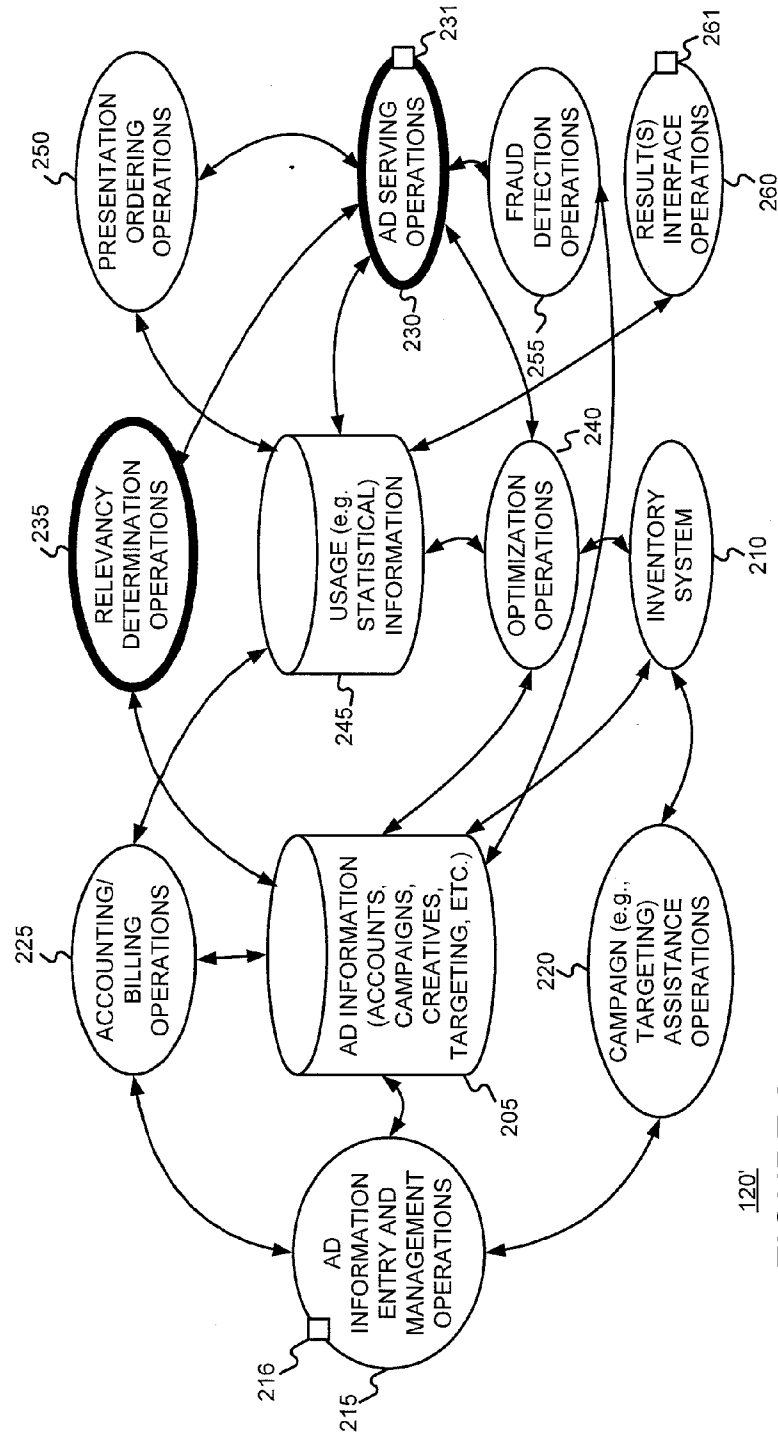 235
RELEVANCY
DETERMINATION
OPERATIONS
250
PRESENTATION
ORDERING
OPERATIONS
225
ACCOUNTING/
BILLING
OPERATIONS
216
215
AD
INFORMATION
ENTRY AND
MANAGEMENT
OPERATIONS
AD INFORMATION
(ACCOUNTS,
CAMPAIGNS,
CREATIVES,
TARGETING, ETC.)
205
USAGE (e.g.
STATISTICAL)
INFORMATION
245
AD SERVING
OPERATIONS
230
231
FRAUD
DETECTION
OPERATIONS
255
OPTIMIZATION
OPERATIONS
240
CAMPAIGN (e.g.,
TARGETING)
ASSISTANCE
OPERATIONS
220
INVENTORY
SYSTEM
210
RESULT(S)
INTERFACE
OPERATIONS
260
261
120'